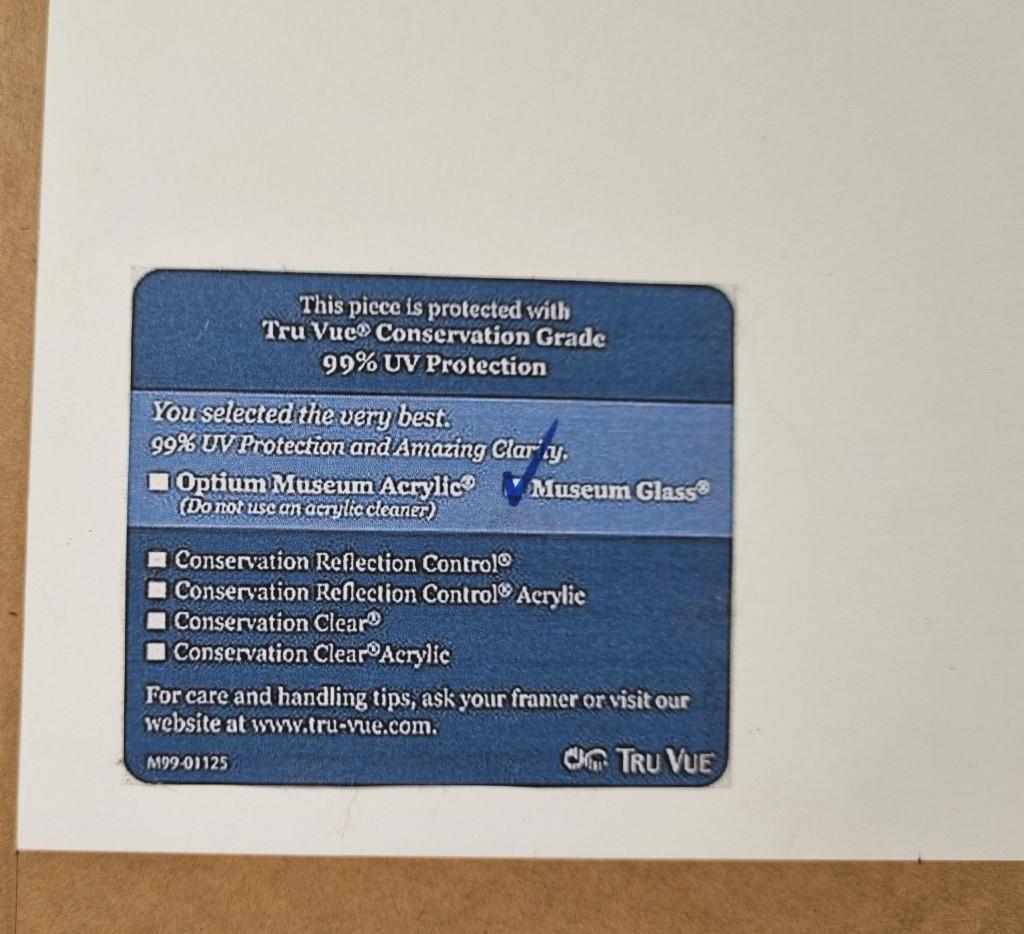 This piece is protected with
Tru Vue® Conservation Grade
99% UV Protection
You selected the very best.
99% UV Protection and Amazing Clarity.
Optium Museum Acrylic®
(Do not use an acrylic cleaner)
Museum Glass®
Conservation Reflection Control®
Conservation Reflection Control® Acrylic
Conservation Clear®
Conservation Clear® Acrylic
For care and handling tips, ask your framer or visit our
website at www.tru-vue.com.
M99-01125
TRU VUE